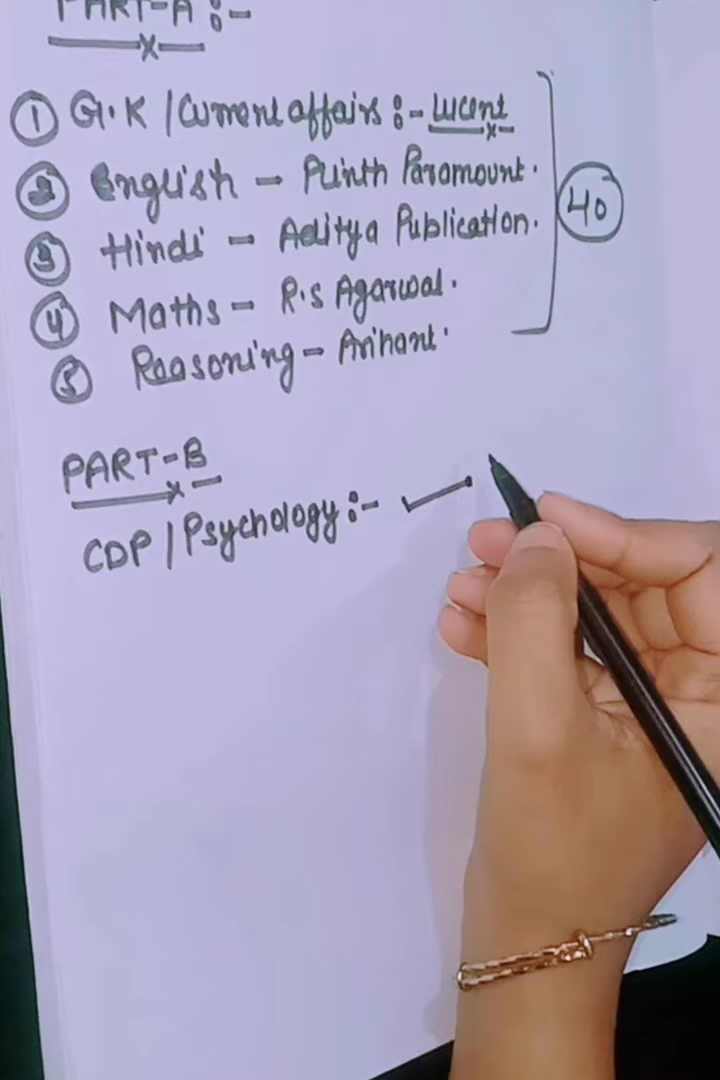 PART-A :-
① G.K / Current affairs :- Lucent
② English - Plinth Paramount.
③ Hindi - Aditya Publication.
④ Maths - R.S Agarwal.
⑤ Reasoning - Arihant.
40
PART-B
CDP / Psychology :-